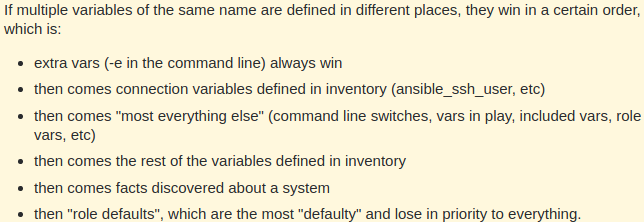 If multiple variables of the same name are defined in different places, they win in a certain order,
which is:
• extra vars (-e in the command line) always win
• then comes connection variables defined in inventory (ansible_ssh_user, etc)
• then comes "most everything else" (command line switches, vars in play, included vars, role
vars, etc)
• then comes the rest of the variables defined in inventory
• then comes facts discovered about a system
• then "role defaults", which are the most "defaulty" and lose in priority to everything.